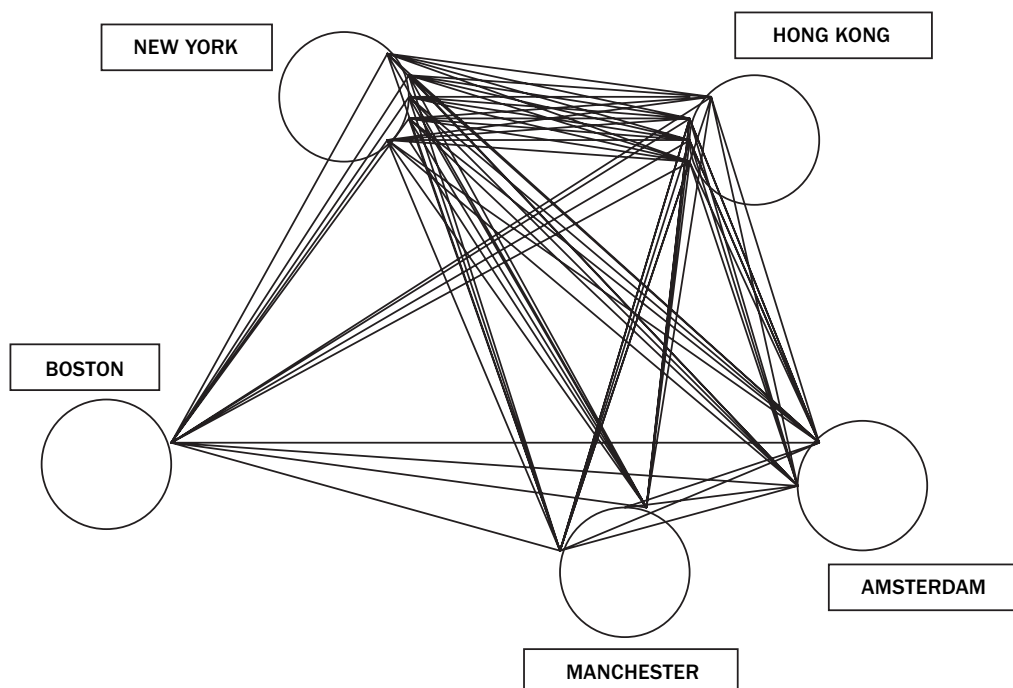 NEW YORK
HONG KONG
BOSTON
AMSTERDAM
MANCHESTER